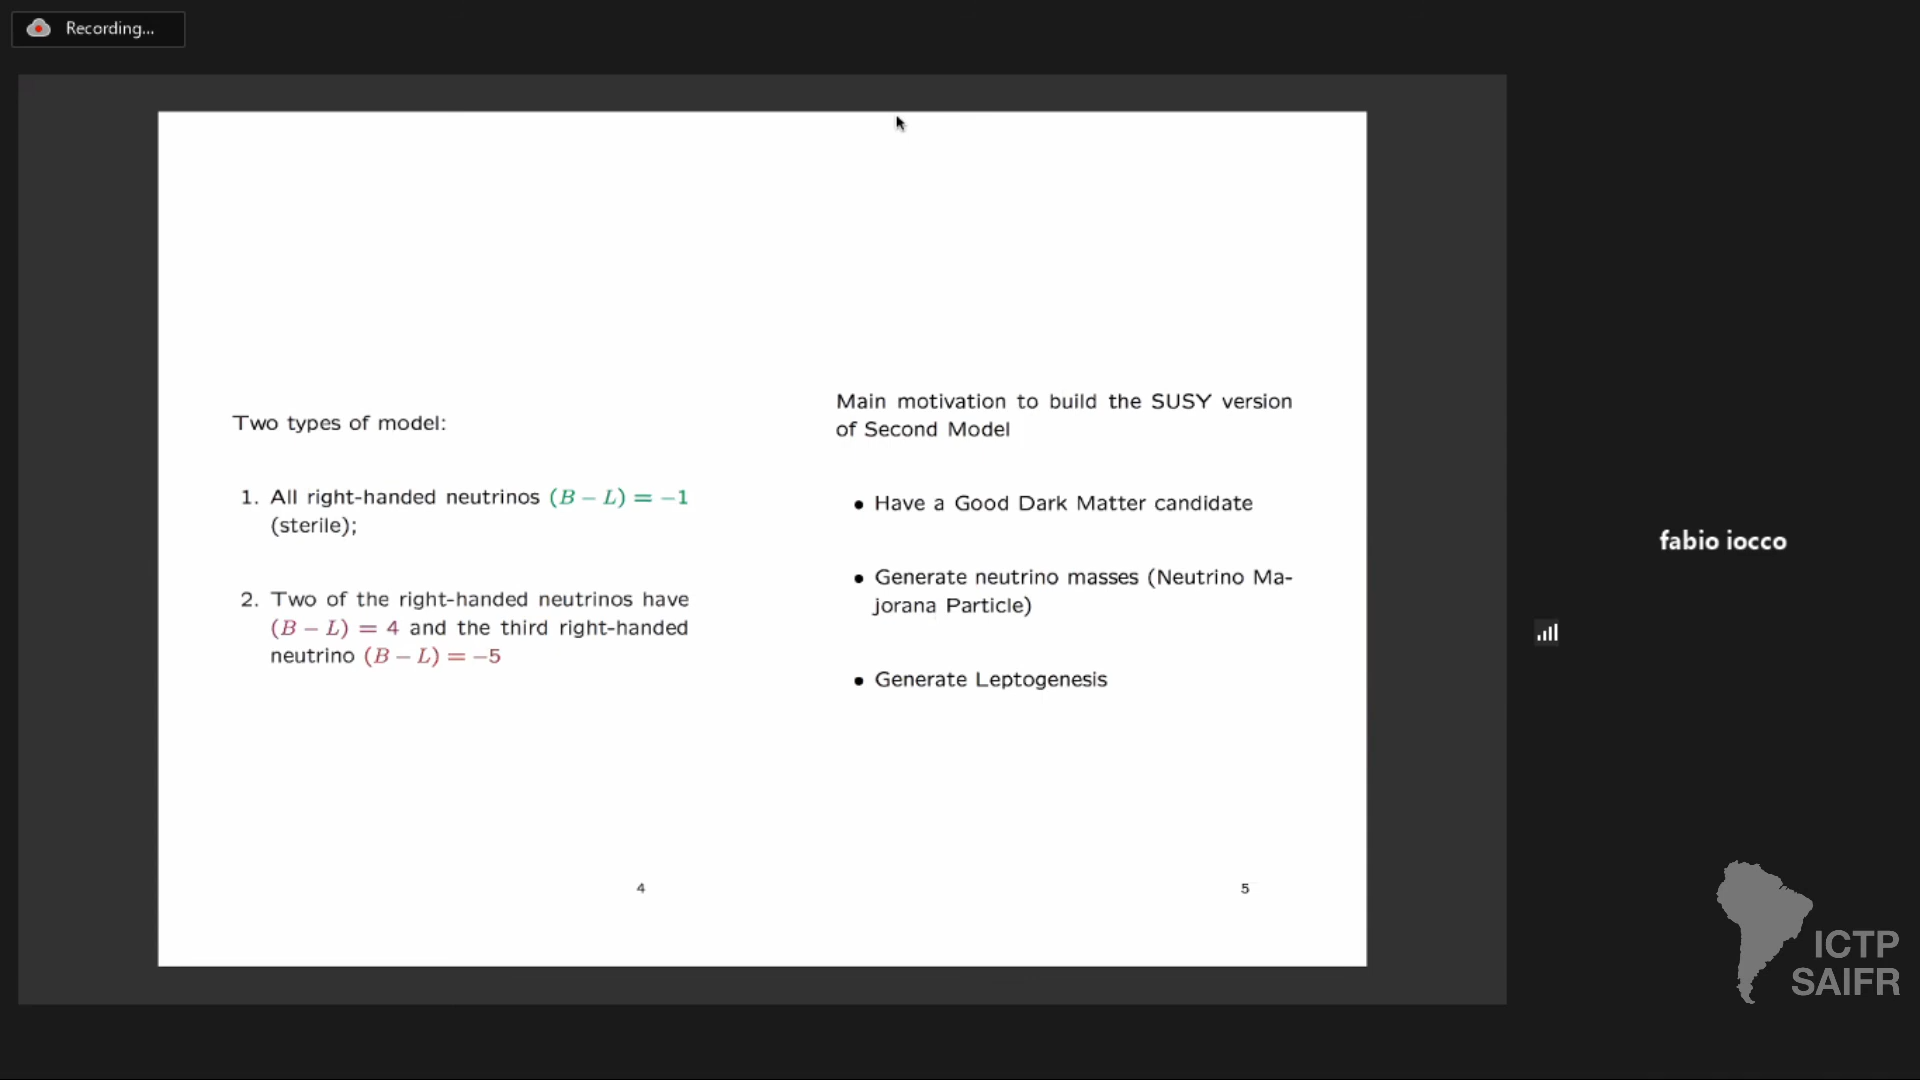 Recording...
Two types of model:
1. All right-handed neutrinos (B − L) = −1
(sterile);
2. Two of the right-handed neutrinos have
(B − L) = 4 and the third right-handed
neutrino (B − L) = −5
4
Main motivation to build the SUSY version
of Second Model
• Have a Good Dark Matter candidate
• Generate neutrino masses (Neutrino Ma-
jorana Particle)
• Generate Leptogenesis
5
fabio iocco
ICTP
SAIFR